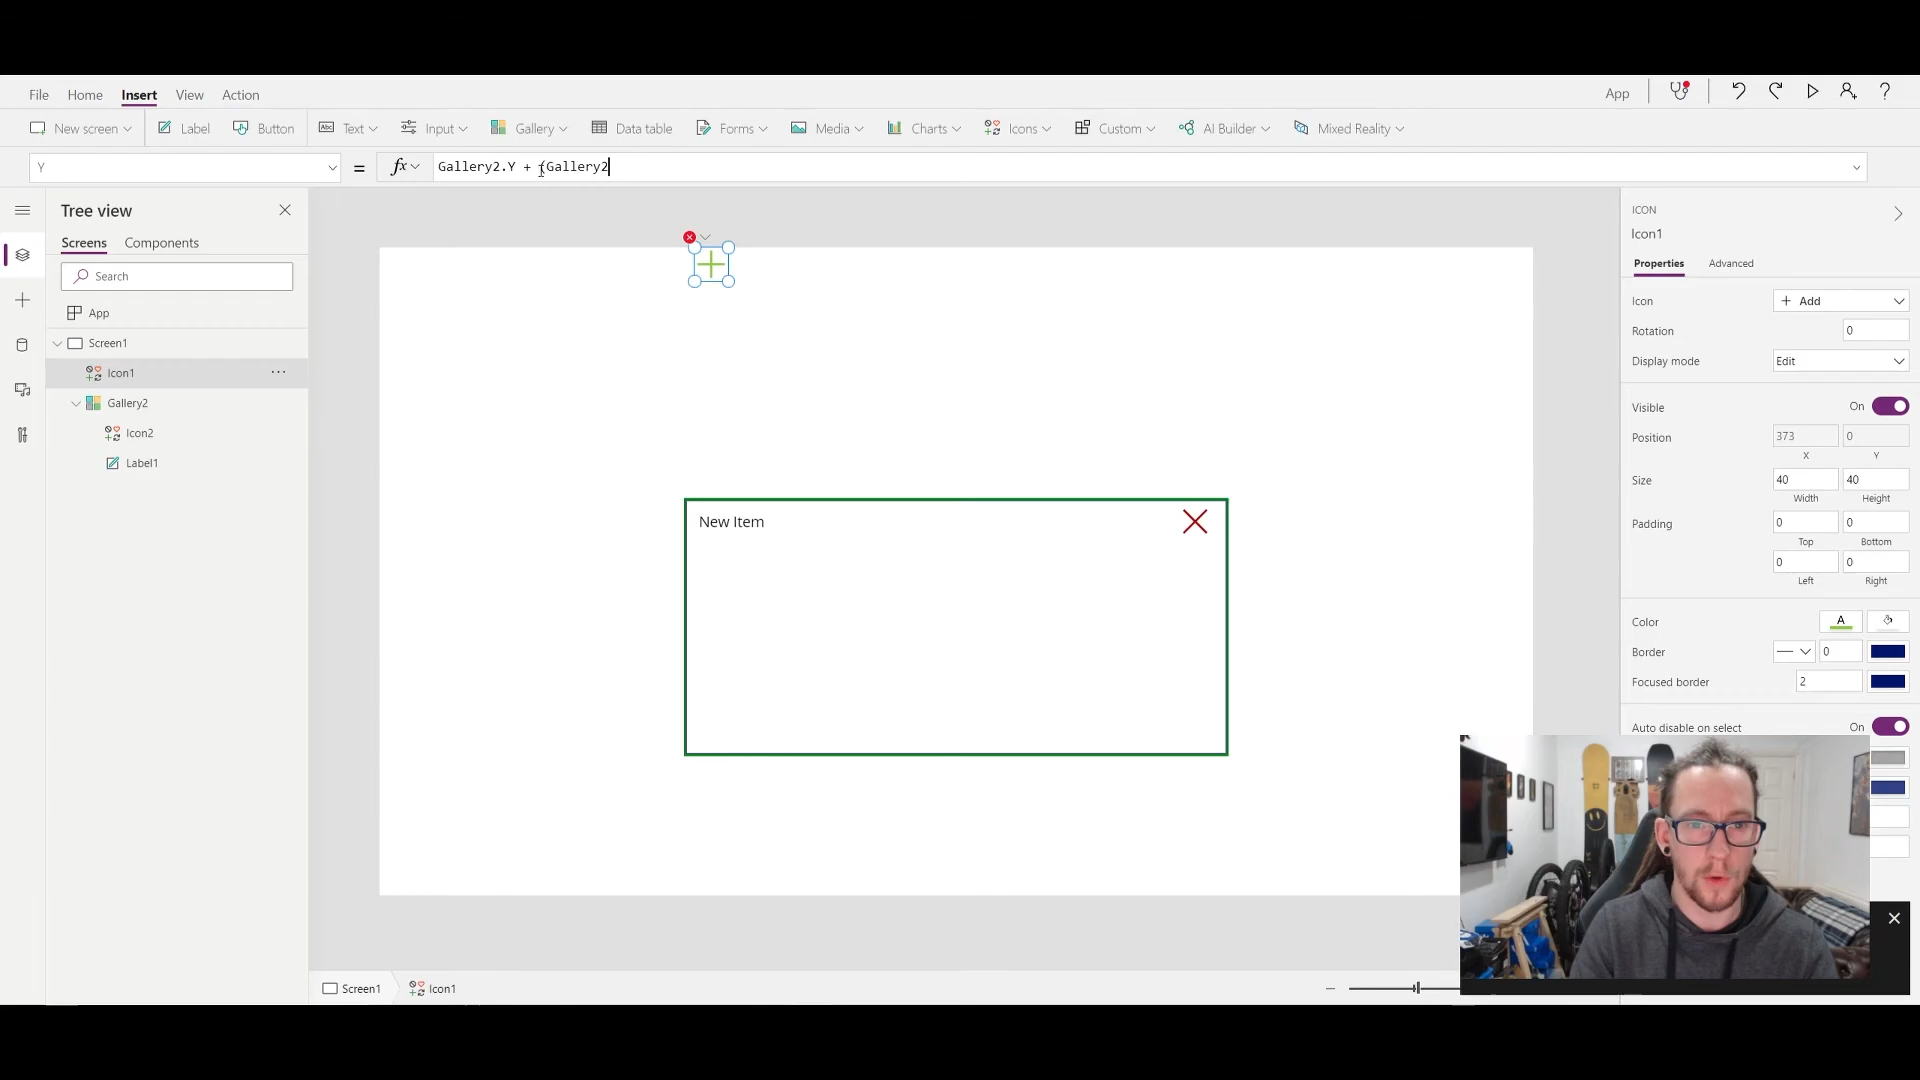 File Home Insert View Action App
New screen Label Button Text Input Gallery Data table Forms Media Charts Icons Custom AI Builder Mixed Reality
Y = fx Gallery2.Y + (Gallery2
Tree view
Screens Components
Search
App
Screen1
Icon1
Gallery2
Icon2
Label1
New Item
ICON
Icon1
Properties Advanced
Icon Add
Rotation 0
Display mode Edit
Visible On
Position 373 0
X Y
Size 40 40
Width Height
Padding 0 0
Top Bottom
0 0
Left Right
Color A
Border 0
Focused border 2
Auto disable on select On
Screen1 Icon1